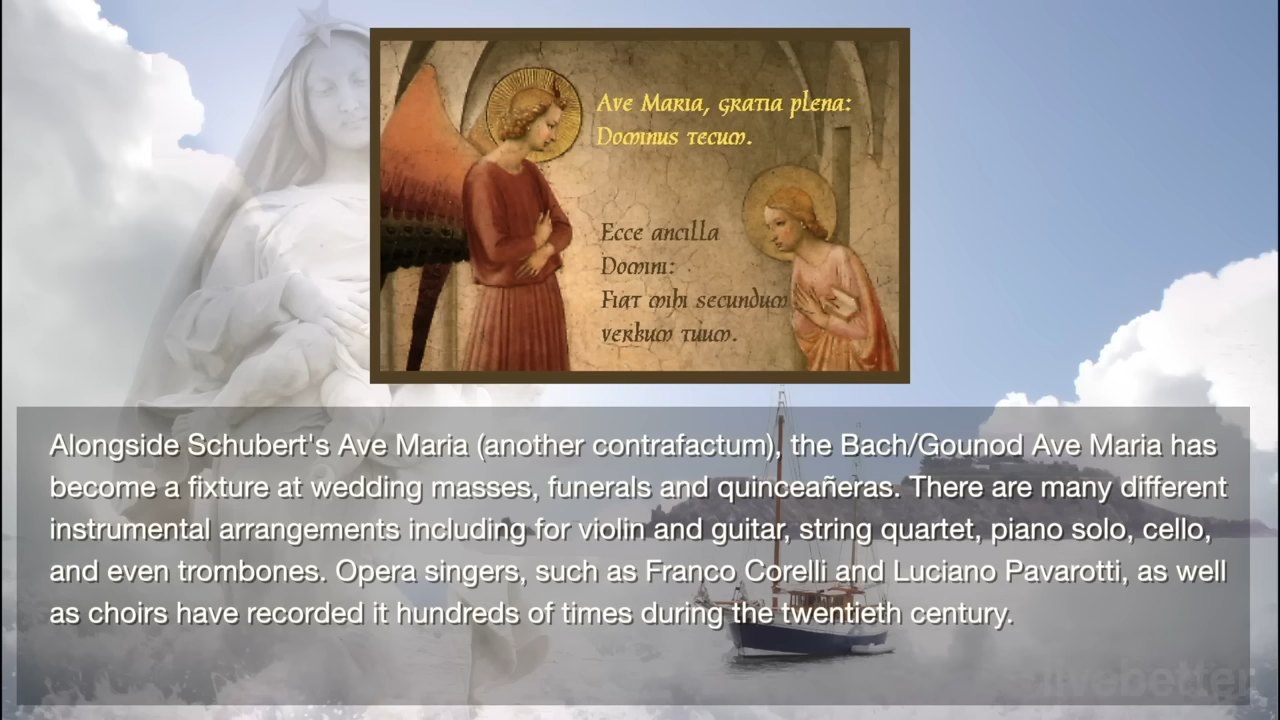 Ave Maria, gratia plena:
Dominus tecum.
Ecce ancilla
Domini:
Fiat mihi secundum
verbum tuum.
Alongside Schubert's Ave Maria (another contrafactum), the Bach/Gounod Ave Maria has
become a fixture at wedding masses, funerals and quinceañeras. There are many different
instrumental arrangements including for violin and guitar, string quartet, piano solo, cello,
and even trombones. Opera singers, such as Franco Corelli and Luciano Pavarotti, as well
as choirs have recorded it hundreds of times during the twentieth century.
livebetter